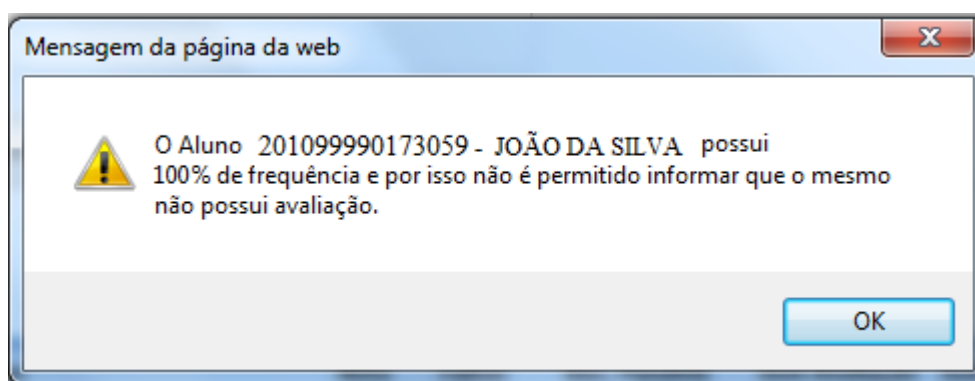 Mensagem da página da web
O Aluno 201099990173059 - JOÃO DA SILVA possui
100% de frequência e por isso não é permitido informar que o mesmo
não possui avaliação.
OK